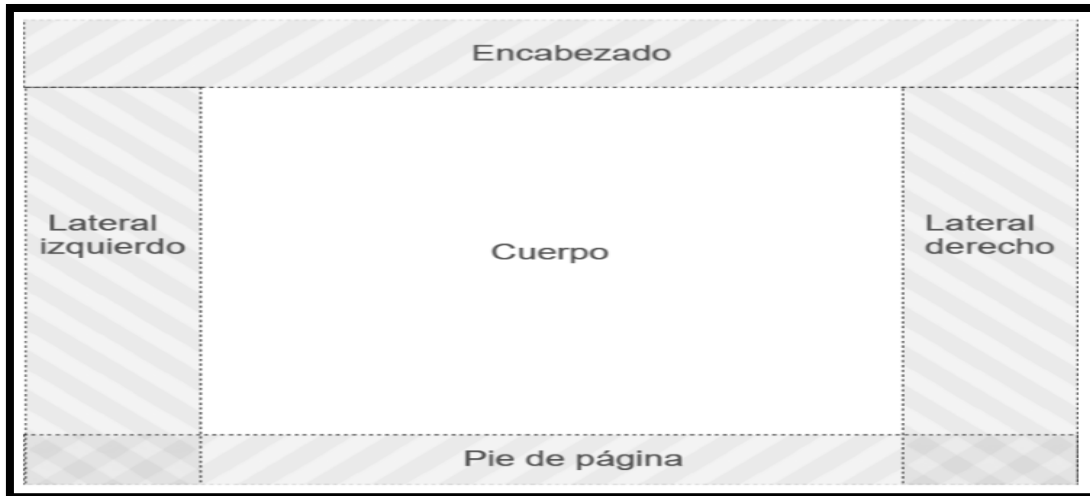 Encabezado
Lateral
izquierdo
Cuerpo
Lateral
derecho
Pie de página